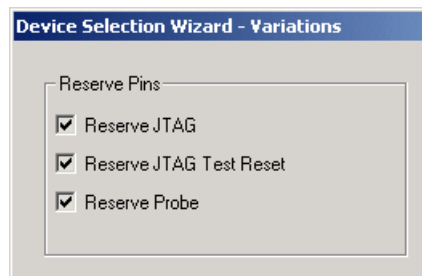 Device Selection Wizard - Variations
Reserve Pins
Reserve JTAG
Reserve JTAG Test Reset
Reserve Probe